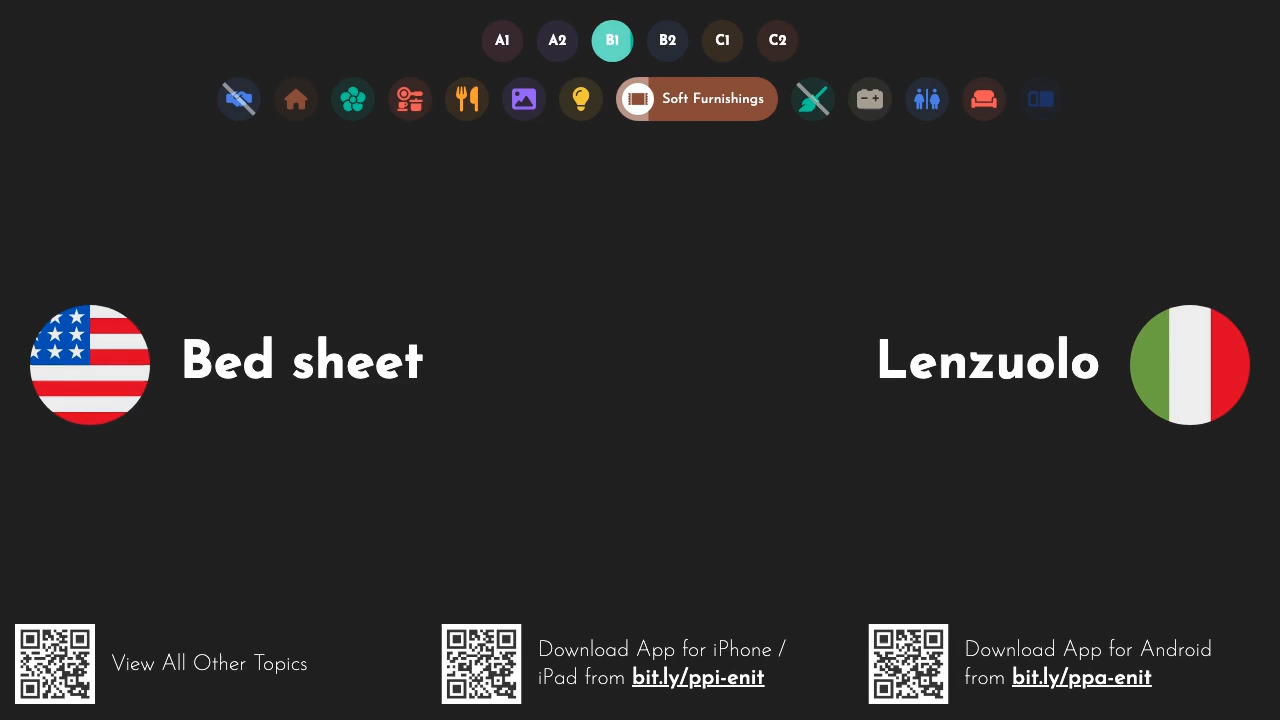 A1 A2 B1 B2 C1 C2
Soft Furnishings
Bed sheet
Lenzuolo
View All Other Topics
Download App for iPhone /
iPad from bit.ly/ppi-enit
Download App for Android
from bit.ly/ppa-enit